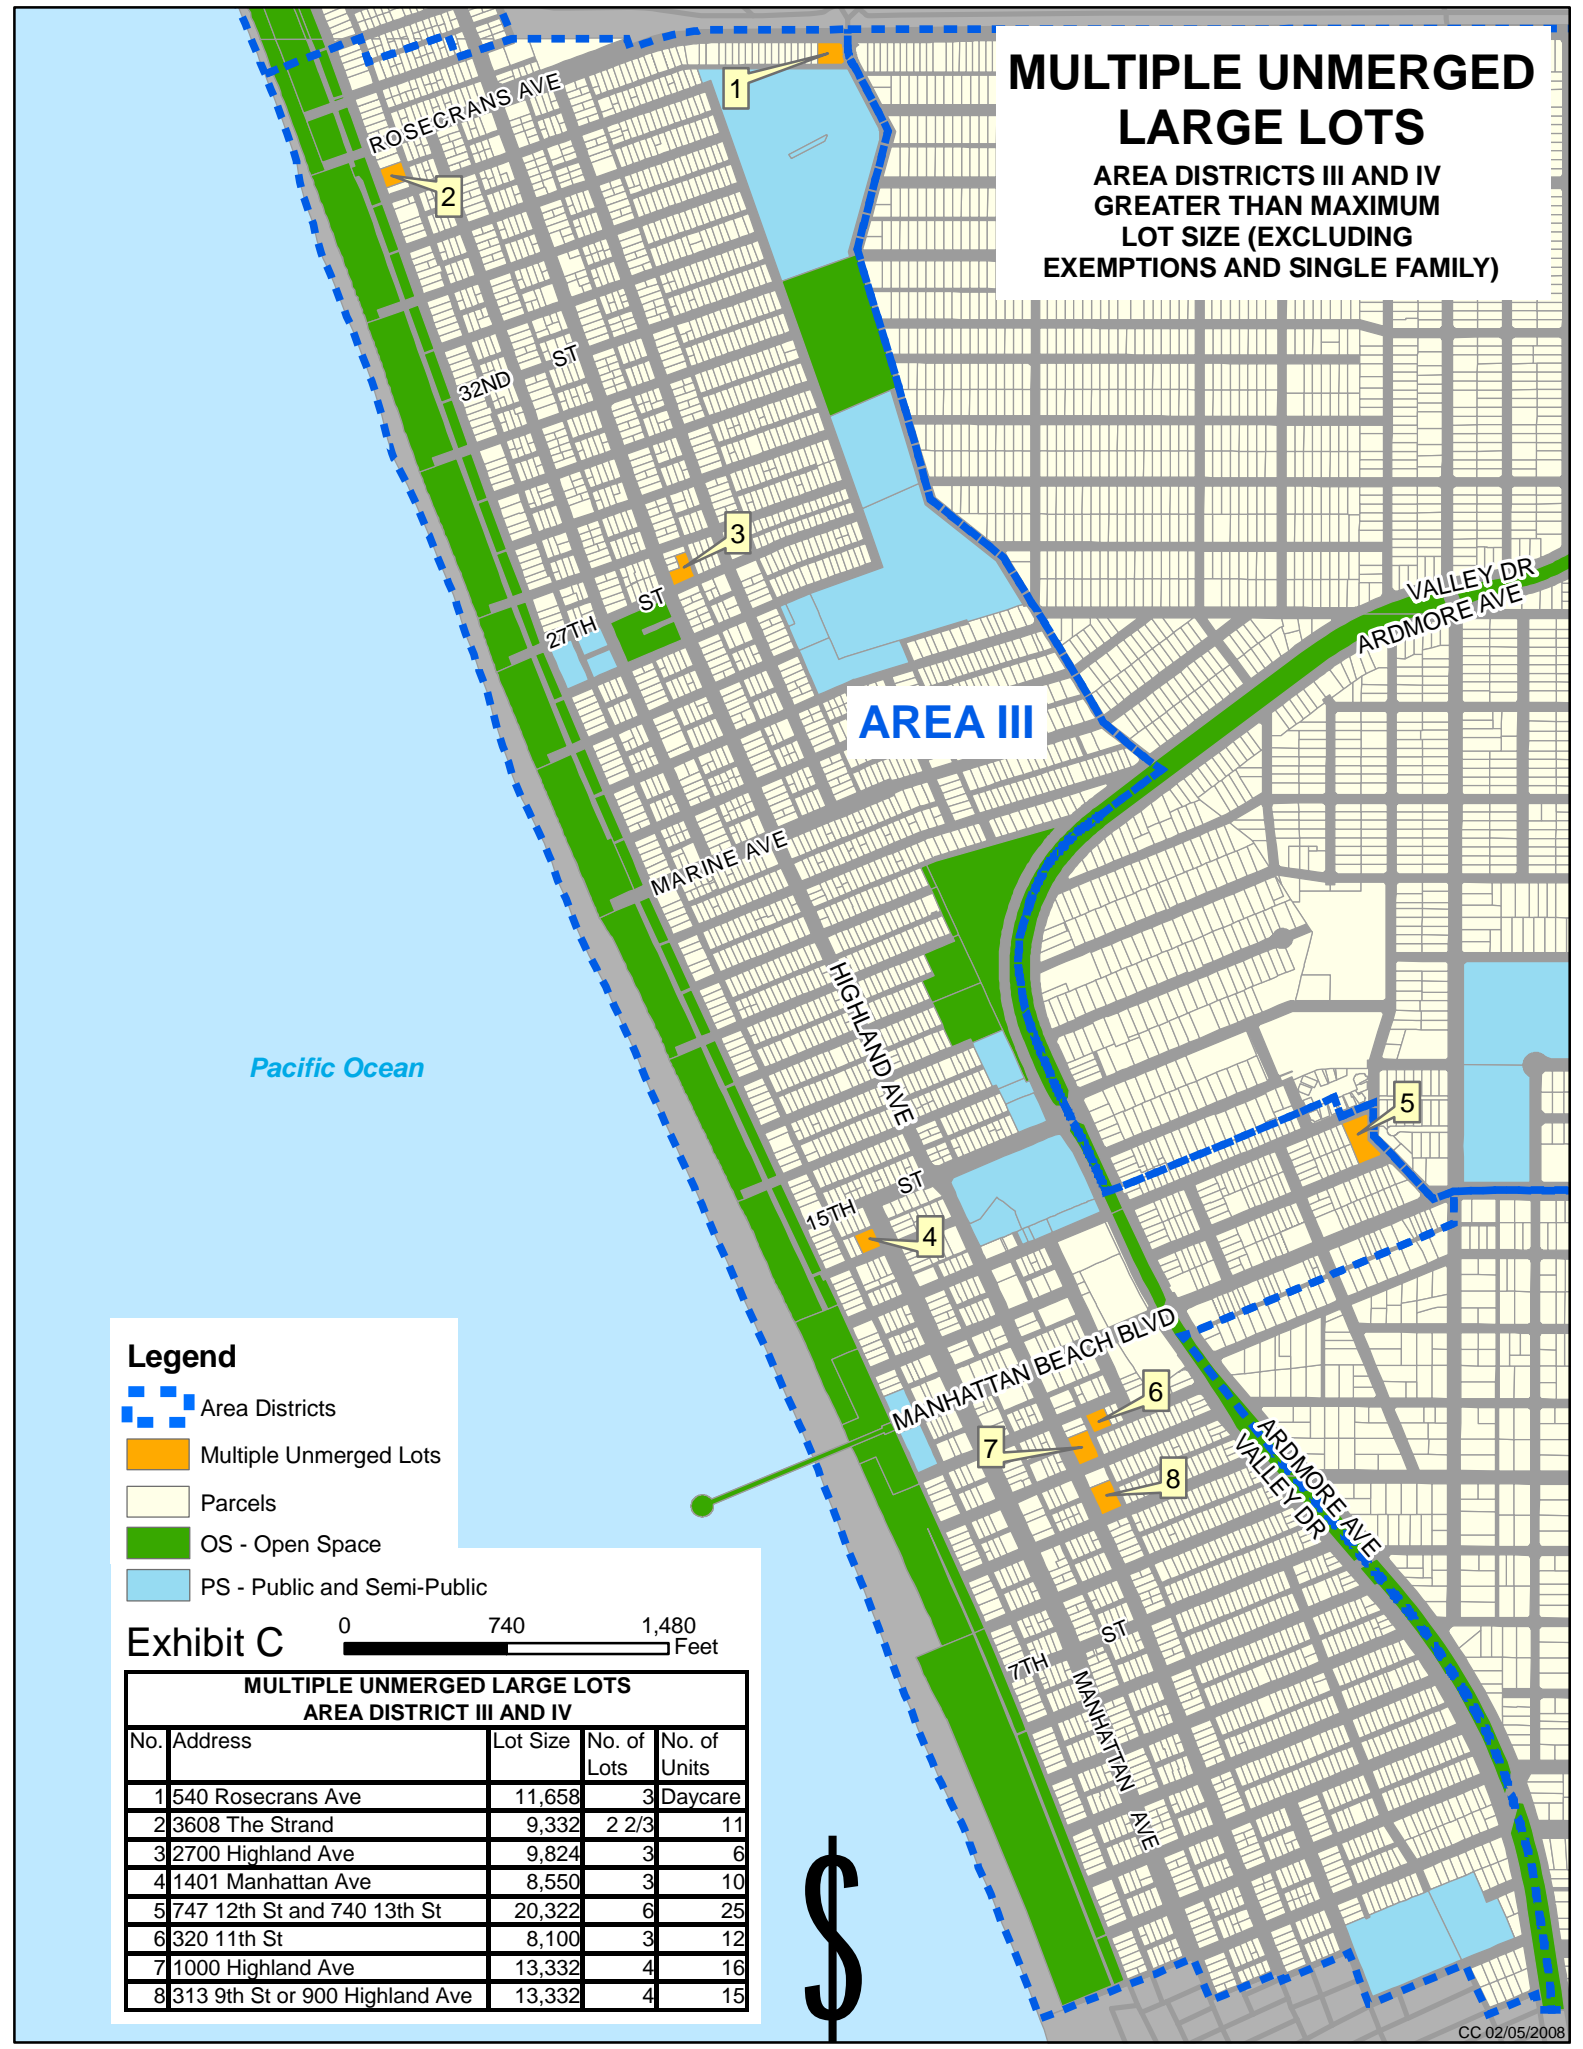 MULTIPLE UNMERGED
LARGE LOTS
AREA DISTRICTS III AND IV
GREATER THAN MAXIMUM
LOT SIZE (EXCLUDING
EXEMPTIONS AND SINGLE FAMILY)
1
ROSECRANS AVE
2
32ND ST
3
27TH ST
VALLEY DR
ARDMORE AVE
AREA III
MARINE AVE
HIGHLAND AVE
Pacific Ocean
5
15TH ST
4
MANHATTAN BEACH BLVD
6
7
8
ARDMORE AVE
VALLEY DR
7TH ST
MANHATTAN AVE
Legend
Area Districts
Multiple Unmerged Lots
Parcels
OS - Open Space
PS - Public and Semi-Public
Exhibit C
0 740 1,480
Feet
MULTIPLE UNMERGED LARGE LOTS
AREA DISTRICT III AND IV
No. Address Lot Size No. of Lots No. of Units
1 540 Rosecrans Ave 11,658 3 Daycare
2 3608 The Strand 9,332 2 2/3 11
3 2700 Highland Ave 9,824 3 6
4 1401 Manhattan Ave 8,550 3 10
5 747 12th St and 740 13th St 20,322 6 25
6 320 11th St 8,100 3 12
7 1000 Highland Ave 13,332 4 16
8 313 9th St or 900 Highland Ave 13,332 4 15
$
CC 02/05/2008